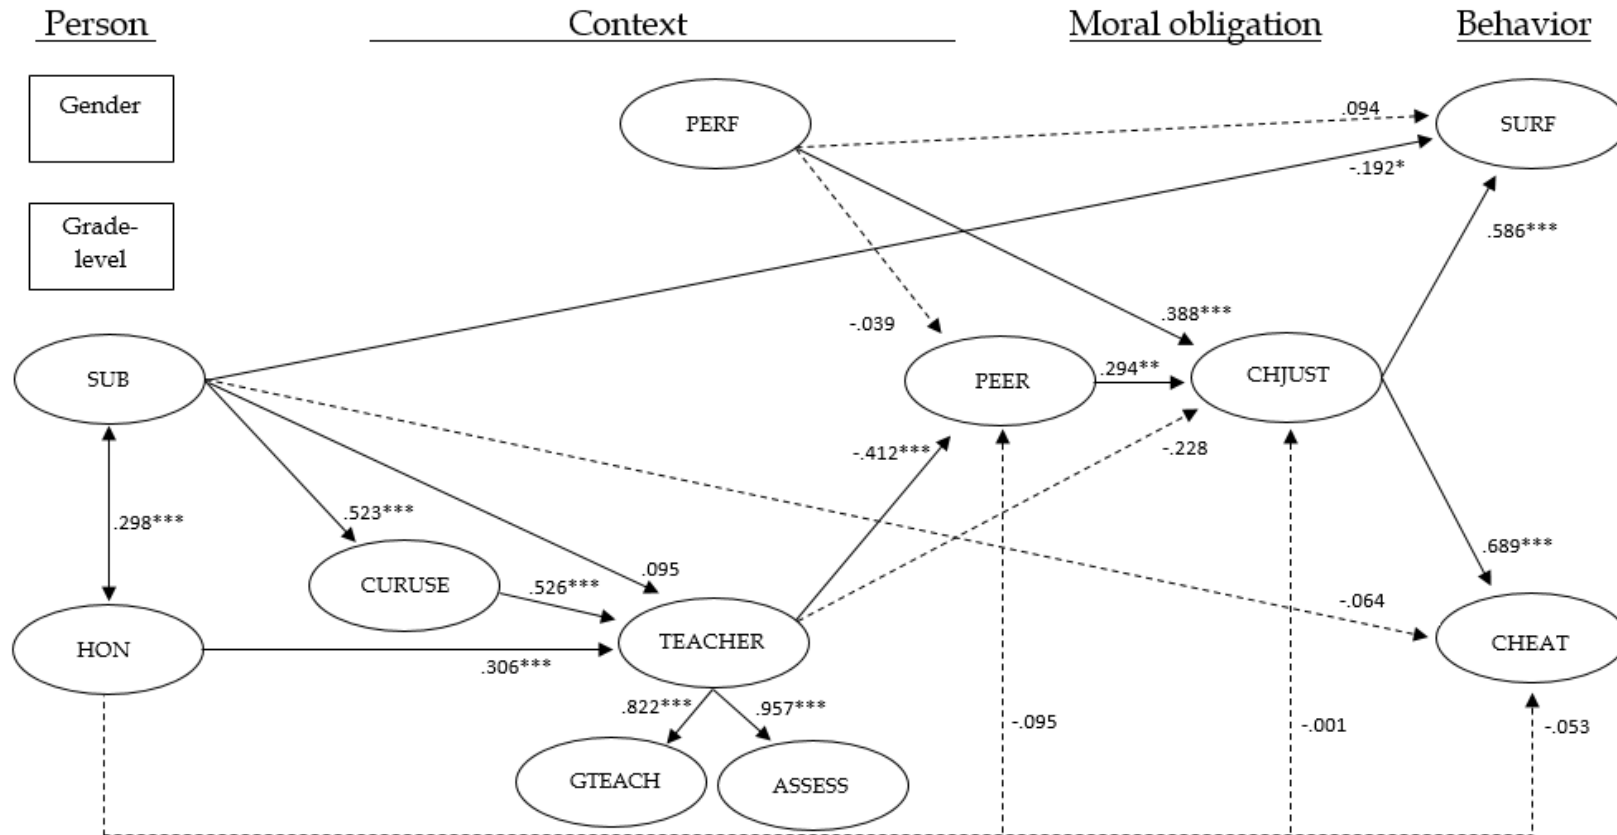 Person
Context
Moral obligation
Behavior
Gender
PERF
.094
SURF
-.192*
Grade-
level
.586***
-.039
.388***
SUB
PEER
.294**
CHJUST
-.412***
-.228
.298***
.523***
.689***
CURUSE
.526***
.095
-.064
HON
.306***
TEACHER
CHEAT
.822***
.957***
-.095
-.001
-.053
GTEACH
ASSESS